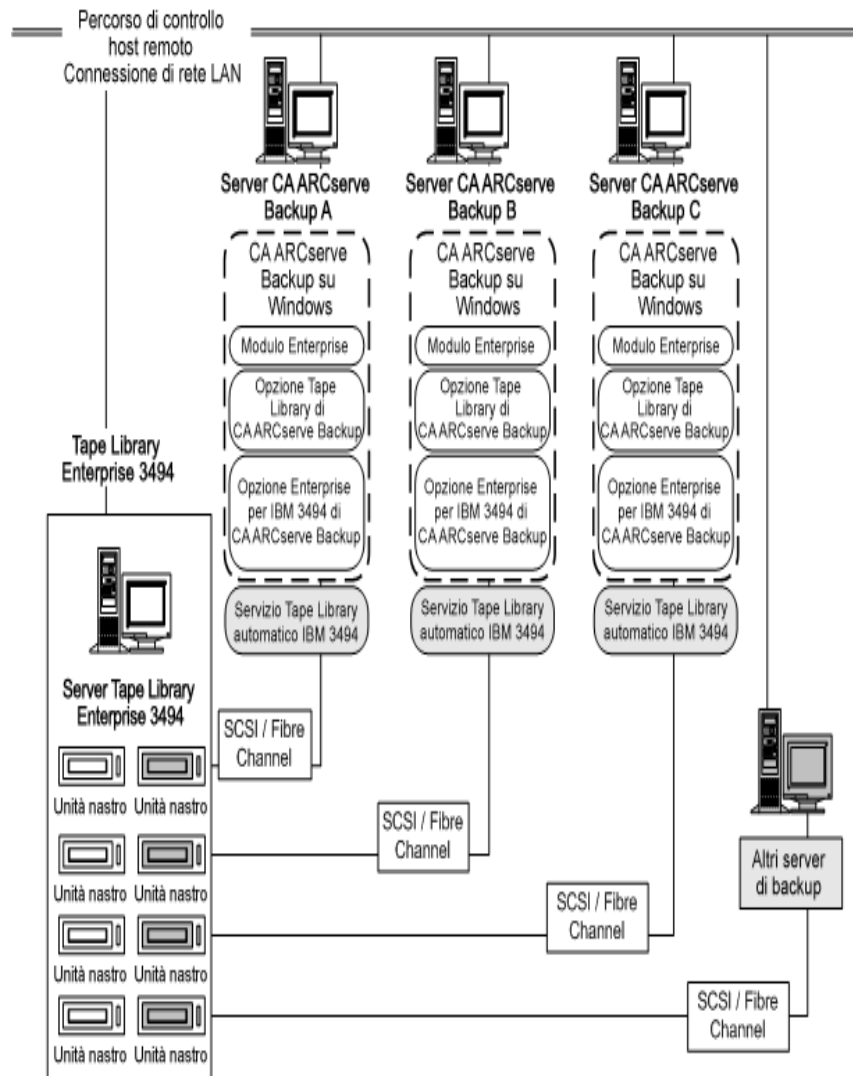 Percorso di controllo
host remoto
Connessione di rete LAN
Server CA ARCserve
Backup A
Server CA ARCserve
Backup B
Server CA ARCserve
Backup C
CA ARCserve
Backup su
Windows
Modulo Enterprise
Opzione Tape
Library di
CA ARCserve Backup
Opzione Enterprise
per IBM 3494 di
CA ARCserve Backup
Servizio Tape Library
automatico IBM 3494
CA ARCserve
Backup su
Windows
Modulo Enterprise
Opzione Tape
Library di
CA ARCserve Backup
Opzione Enterprise
per IBM 3494 di
CA ARCserve Backup
Servizio Tape Library
automatico IBM 3494
CA ARCserve
Backup su
Windows
Modulo Enterprise
Opzione Tape
Library di
CA ARCserve Backup
Opzione Enterprise
per IBM 3494 di
CA ARCserve Backup
Servizio Tape Library
automatico IBM 3494
Tape Library
Enterprise 3494
Server Tape Library
Enterprise 3494
Unità nastro Unità nastro
Unità nastro Unità nastro
Unità nastro Unità nastro
Unità nastro Unità nastro
SCSI / Fibre
Channel
SCSI / Fibre
Channel
SCSI / Fibre
Channel
SCSI / Fibre
Channel
Altri server
di backup